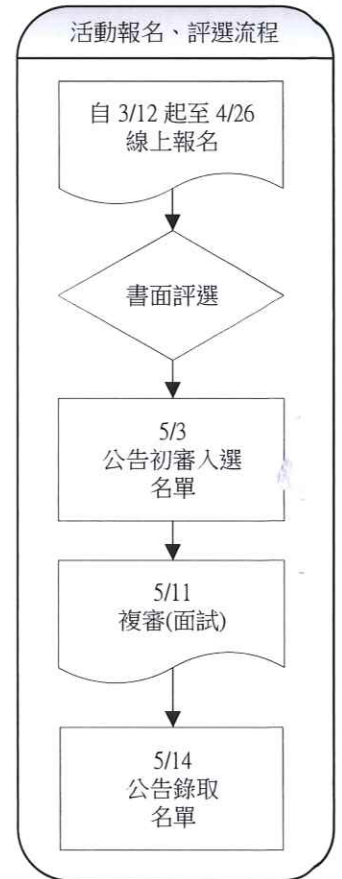 活動報名、評選流程
自 3/12 起至 4/26
線上報名
書面評選
5/3
公告初審入選
名單
5/11
複審(面試)
5/14
公告錄取
名單